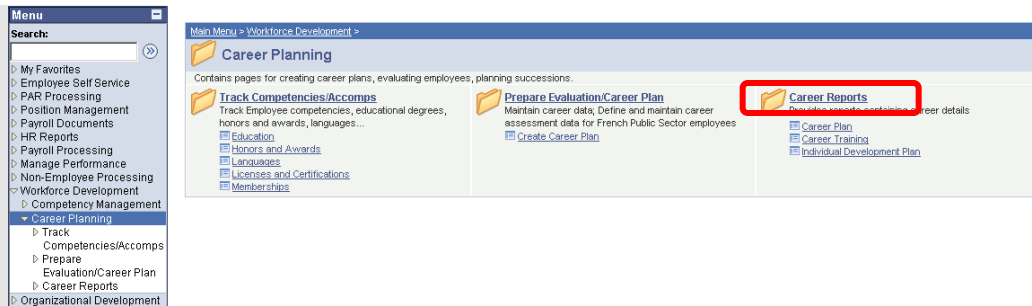 Menu
Search:
My Favorites
Employee Self Service
PAR Processing
Position Management
Payroll Documents
HR Reports
Payroll Processing
Manage Performance
Non-Employee Processing
Workforce Development
Competency Management
Career Planning
Track
Competencies/Accomps
Prepare
Evaluation/Career Plan
Career Reports
Organizational Development
Main Menu > Workforce Development >
Career Planning
Contains pages for creating career plans, evaluating employees, planning successions.
Track Competencies/Accomps
Track Employee competencies, educational degrees,
honors and awards, languages...
Education
Honors and Awards
Languages
Licenses and Certifications
Memberships
Prepare Evaluation/Career Plan
Maintain career data; Define and maintain career
assessment data for French Public Sector employees
Create Career Plan
Career Reports
Provides reports containing career details
Career Plan
Career Training
Individual Development Plan